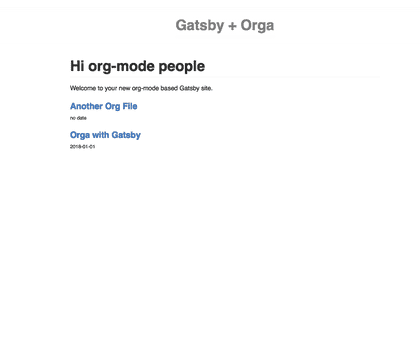 Gatsby + Orga
Hi org-mode people
Welcome to your new org-mode based Gatsby site.
Another Org File
no date
Orga with Gatsby
2018-01-01